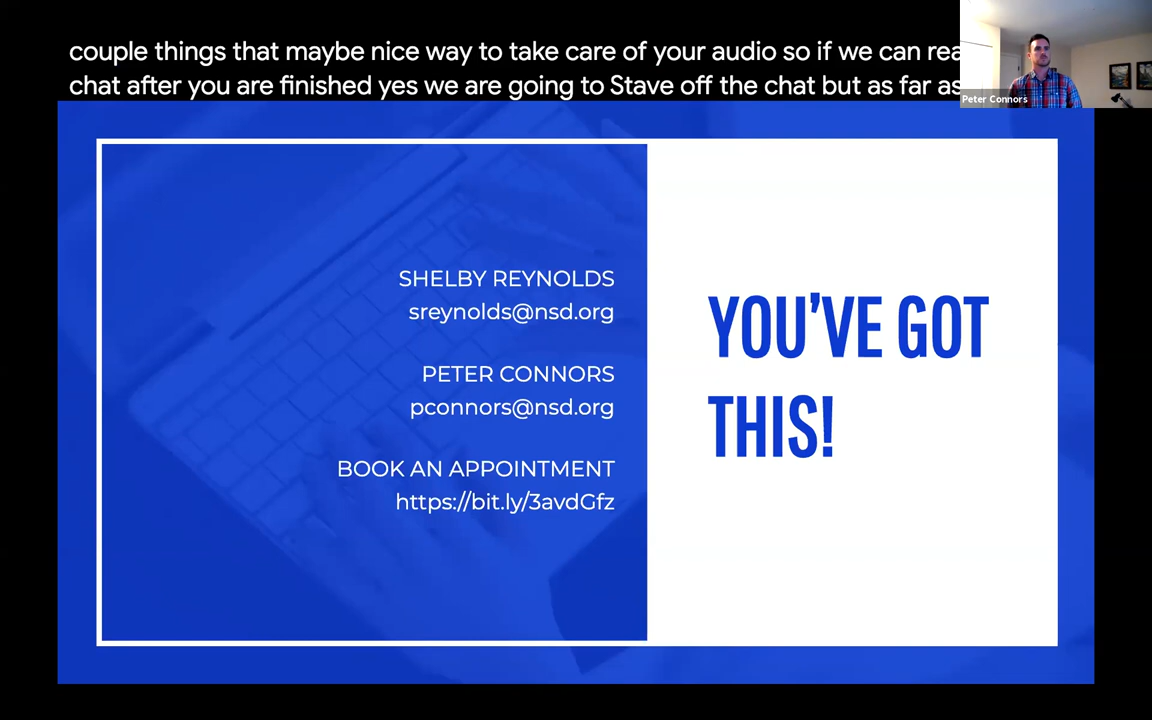 couple things that maybe nice way to take care of your audio so if we can
chat after you are finished yes we are going to Stave off the chat but as far as
Peter Connors
SHELBY REYNOLDS
sreynolds@nsd.org
PETER CONNORS
pconnors@nsd.org
BOOK AN APPOINTMENT
https://bit.ly/3avdGfz
YOU'VE GOT
THIS!